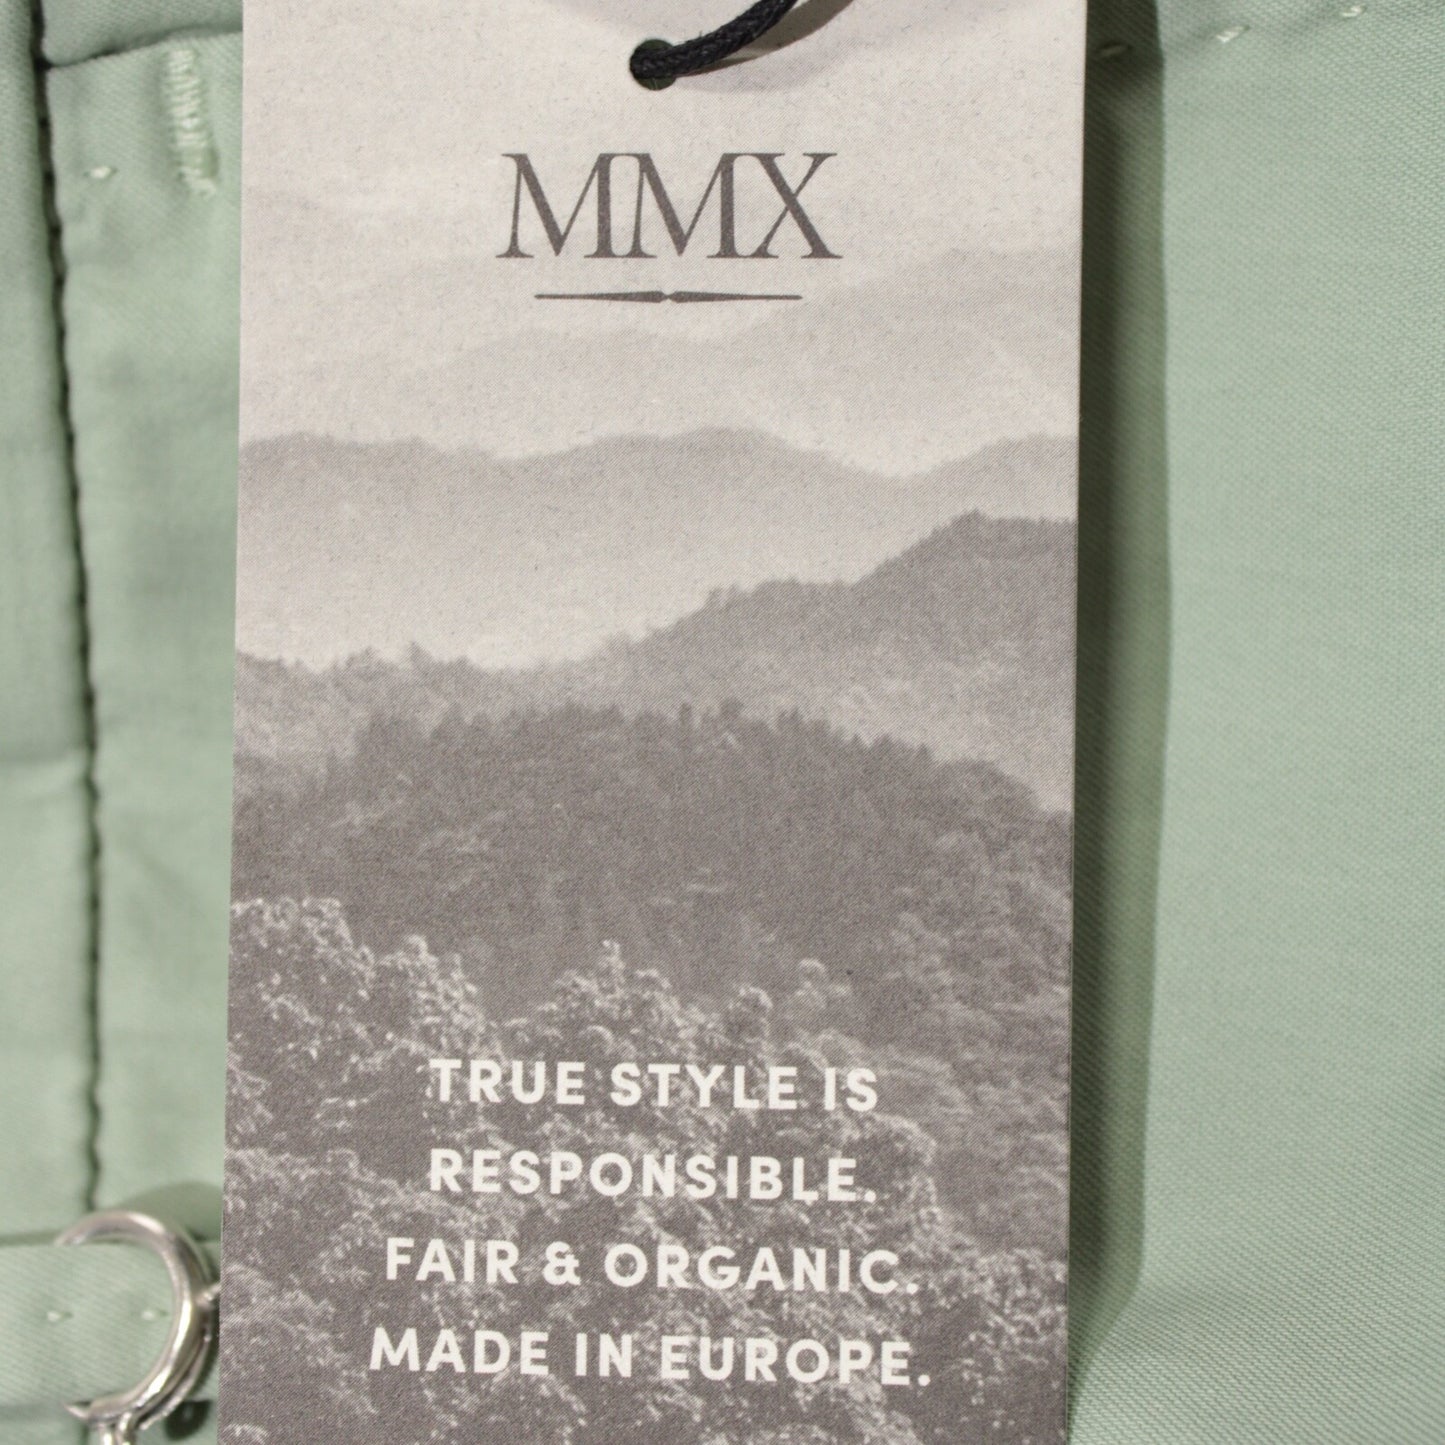 MMX
TRUE STYLE IS
RESPONSIBLE.
FAIR & ORGANIC.
MADE IN EUROPE.